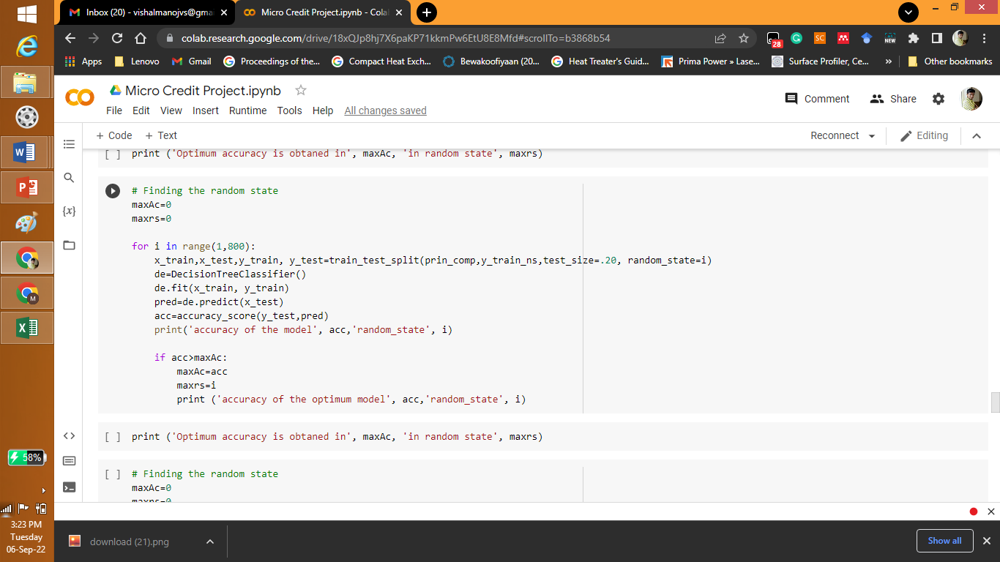 Inbox (20) - vishalmanojvs@gma
Micro Credit Project.ipynb - Cola
colab.research.google.com/drive/18xQJp8hj7X6paKP71kkmPw6EtU8E8Mfd#scrollTo=b3868b54
28
SC
NEW
Apps
Lenovo
Gmail
Proceedings of the...
Compact Heat Exch...
Bewakoofiyaan (20...
Heat Treater's Guid...
Prima Power » Lase...
Surface Profiler, Ce...
»
Other bookmarks
Micro Credit Project.ipynb
Comment
Share
File Edit View Insert Runtime Tools Help All changes saved
+ Code + Text
Reconnect
Editing
[ ] print ('Optimum accuracy is obtaned in', maxAc, 'in random state', maxrs)
# Finding the random state
maxAc=0
maxrs=0
for i in range(1,800):
x_train,x_test,y_train, y_test=train_test_split(prin_comp,y_train_ns,test_size=.20, random_state=i)
de=DecisionTreeClassifier()
de.fit(x_train, y_train)
pred=de.predict(x_test)
acc=accuracy_score(y_test,pred)
print('accuracy of the model', acc,'random_state', i)
if acc>maxAc:
maxAc=acc
maxrs=i
print ('accuracy of the optimum model', acc,'random_state', i)
[ ] print ('Optimum accuracy is obtaned in', maxAc, 'in random state', maxrs)
[ ] # Finding the random state
maxAc=0
maxrs=0
{x}
<>
58%
3:23 PM
Tuesday
06-Sep-22
download (21).png
Show all